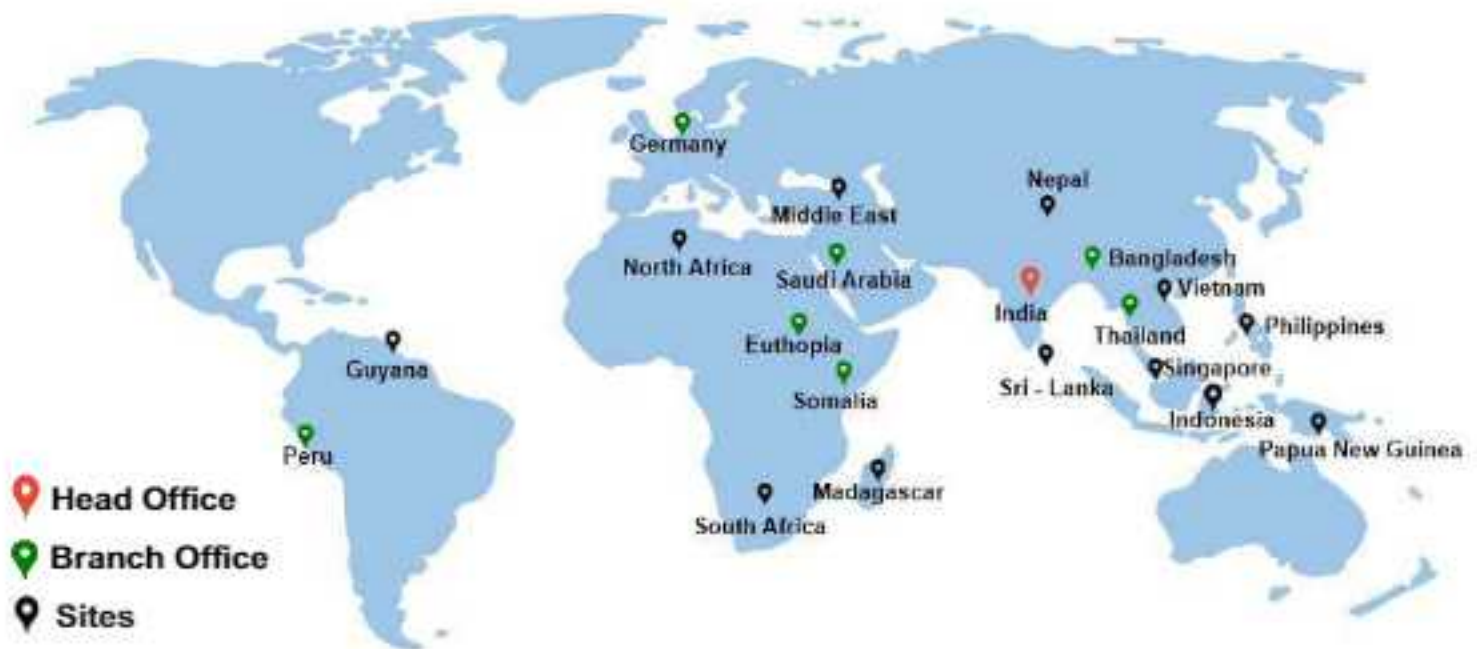 Germany
Nepal
Middle East
North Africa
Saudi Arabia
Bangladesh
India
Vietnam
Thailand
Philippines
Euthopia
Guyana
Somalia
Sri - Lanka
Singapore
Indonesia
Papua New Guinea
Peru
Madagascar
South Africa
Head Office
Branch Office
Sites